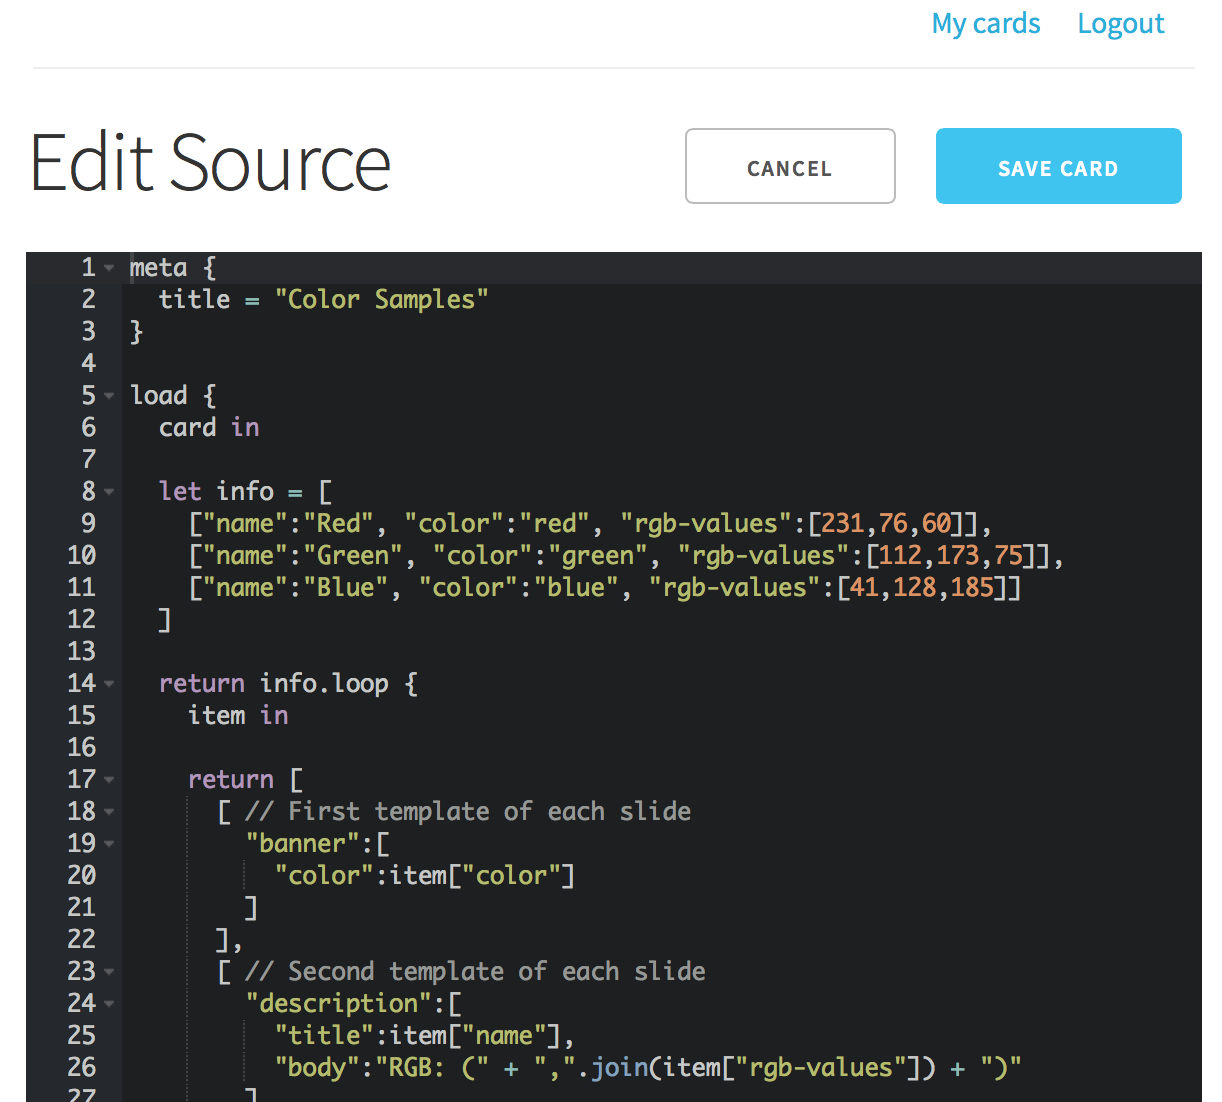 My cards Logout
Edit Source
CANCEL SAVE CARD
1 meta {
2   title = "Color Samples"
3 }
4
5 load {
6   card in
7
8   let info = [
9     ["name":"Red", "color":"red", "rgb-values":[231,76,60]],
10     ["name":"Green", "color":"green", "rgb-values":[112,173,75]],
11     ["name":"Blue", "color":"blue", "rgb-values":[41,128,185]]
12   ]
13
14   return info.loop {
15     item in
16
17     return [
18       [ // First template of each slide
19         "banner":[
20           "color":item["color"]
21         ]
22       ],
23       [ // Second template of each slide
24         "description":[
25           "title":item["name"],
26           "body":"RGB: (" + ",".join(item["rgb-values"]) + ")"
27         ]